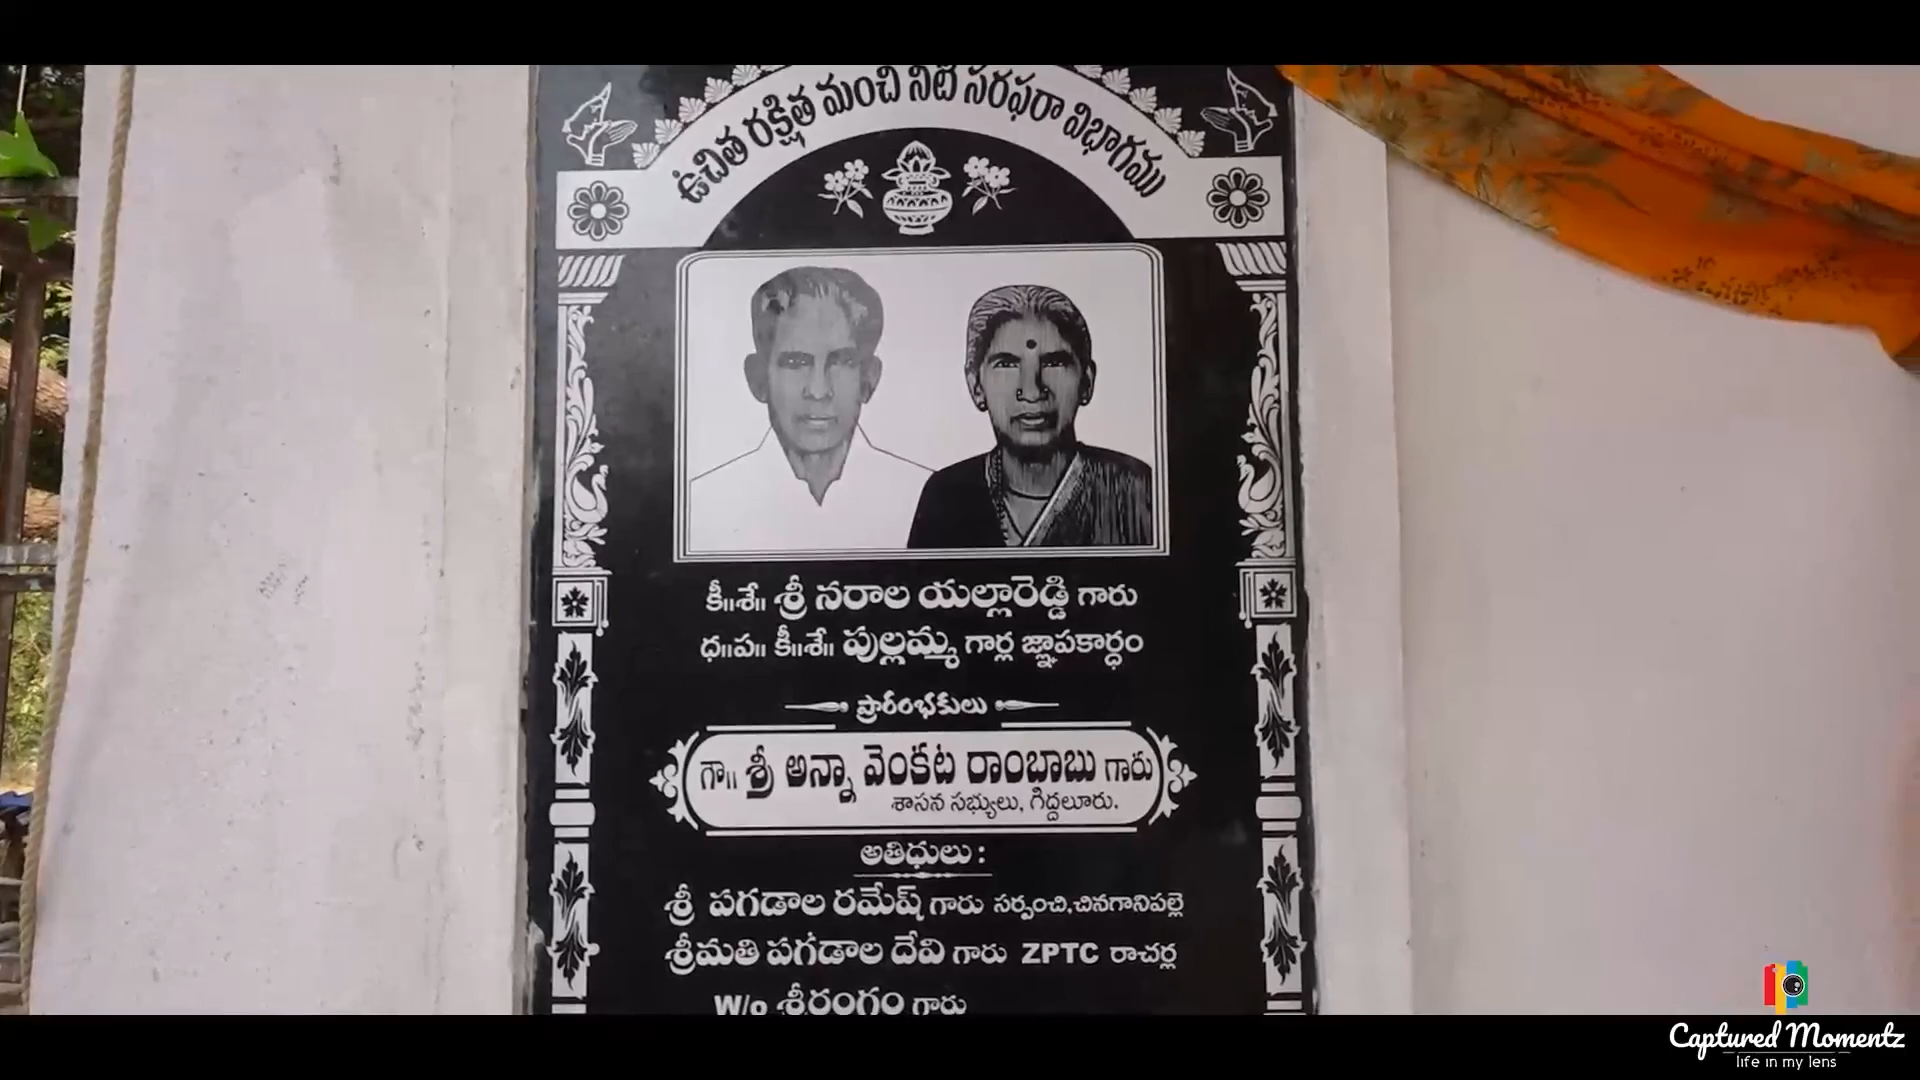 ఉచిత రక్షిత మంచి నీటి సరఫరా విభాగము
కీ॥శే॥ శ్రీ నరాల యల్లారెడ్డి గారు
ధ॥ప॥ కీ॥శే॥ పుల్లమ్మ గార్ల జ్ఞాపకార్ధం
ప్రారంభకులు
గౌ॥ శ్రీ అన్నా వెంకట రాంబాబు గారు
శాసన సభ్యులు, గిద్దలూరు.
అతిధులు :
శ్రీ పగడాల రమేష్ గారు సర్పంచి,చినగానిపల్లె
శ్రీమతి పగడాల దేవి గారు ZPTC రాచర్ల
W/o శ్రీరంగం గారు
Captured Momentz
life in my lens